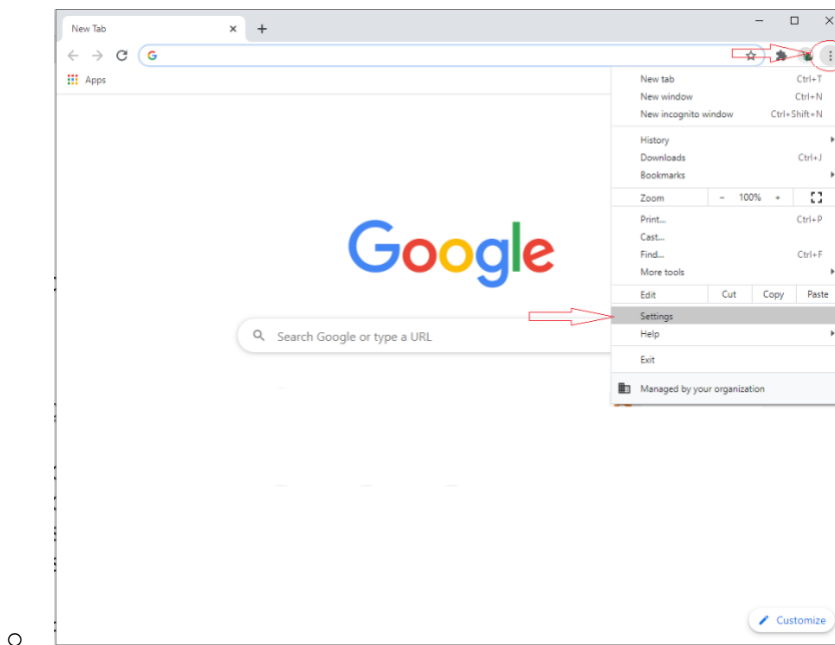 New Tab
Apps
New tab Ctrl+T
New window Ctrl+N
New incognito window Ctrl+Shift+N
History
Downloads Ctrl+J
Bookmarks
Zoom - 100% +
Print... Ctrl+P
Cast...
Find... Ctrl+F
More tools
Edit Cut Copy Paste
Settings
Help
Exit
Managed by your organization
Google
Search Google or type a URL
Customize